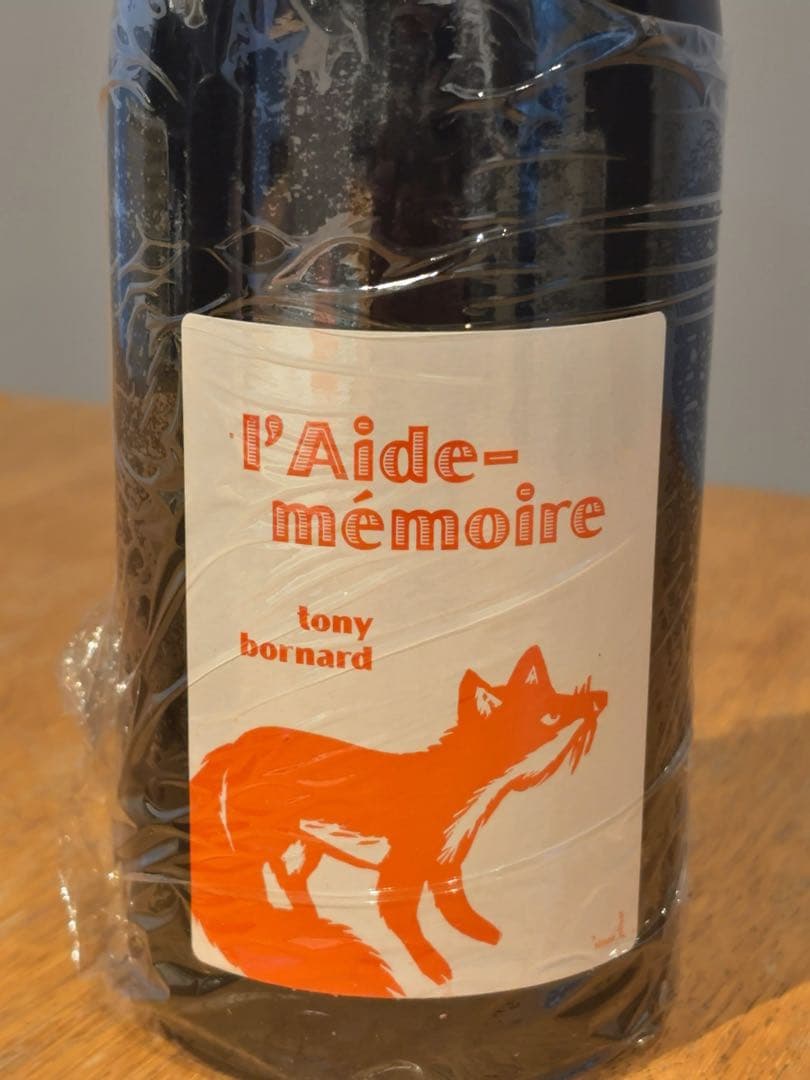 l'Aide-
mémoire
tony
bornard